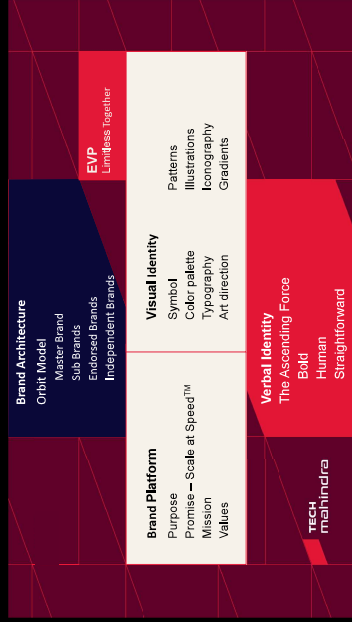 Brand Architecture
Orbit Model
Master Brand
Sub Brands
Endorsed Brands
Independent Brands
EVP
Limitless Together
Brand Platform
Purpose
Promise – Scale at Speed™
Mission
Values
Visual Identity
Symbol
Color palette
Typography
Art direction
Patterns
Illustrations
Iconography
Gradients
Verbal Identity
The Ascending Force
Bold
Human
Straightforward
TECH
mahindra